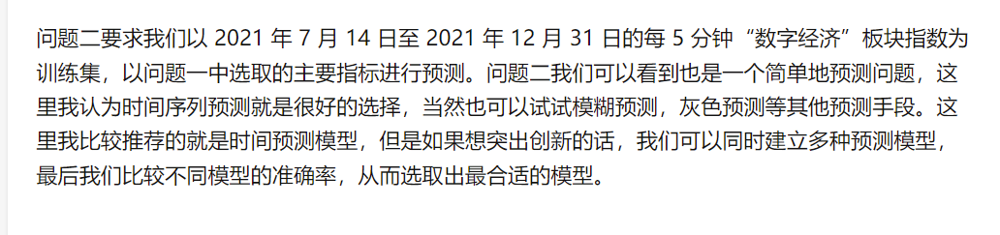 问题二要求我们以 2021 年 7 月 14 日至 2021 年 12 月 31 日的每 5 分钟“数字经济”板块指数为
训练集，以问题一中选取的主要指标进行预测。问题二我们可以看到也是一个简单地预测问题，这
里我认为时间序列预测就是很好的选择，当然也可以试试模糊预测，灰色预测等其他预测手段。这
里我比较推荐的就是时间预测模型，但是如果想突出创新的话，我们可以同时建立多种预测模型，
最后我们比较不同模型的准确率，从而选取出最合适的模型。